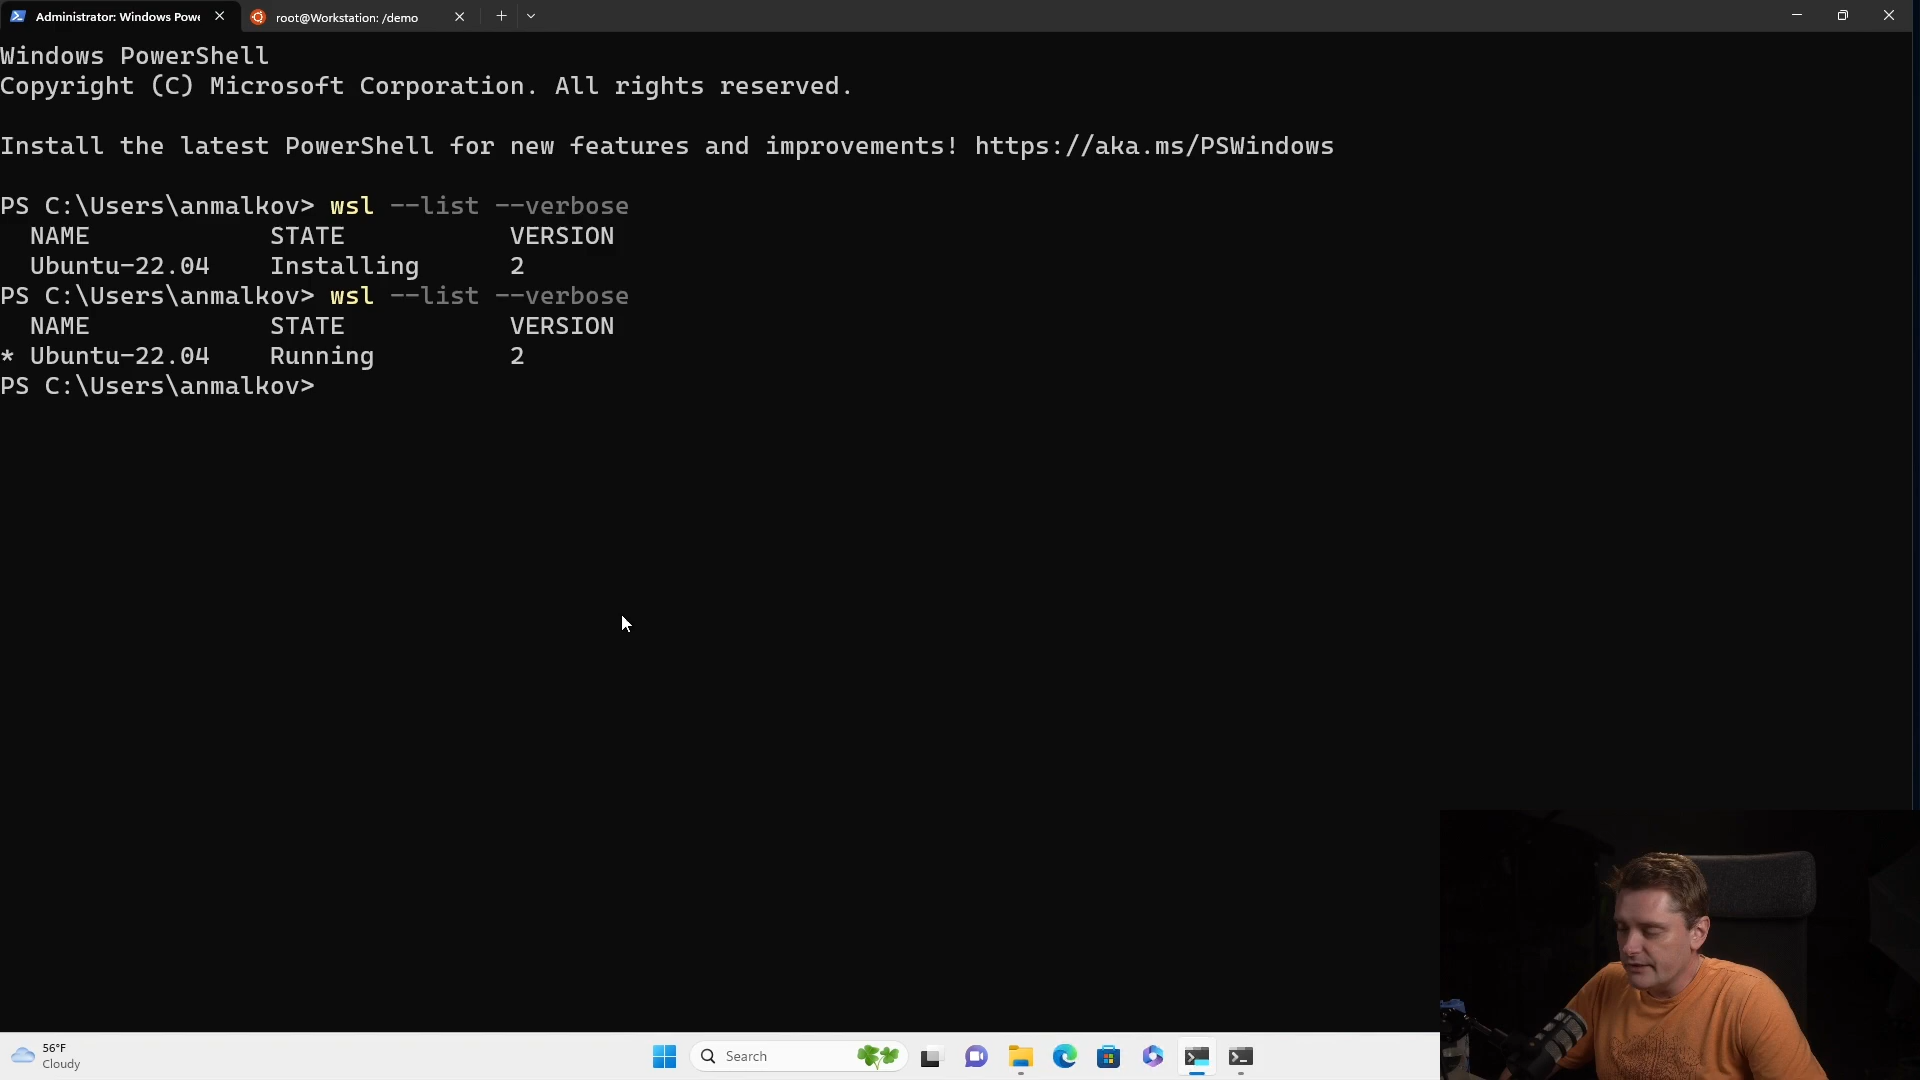 Administrator: Windows Powe
root@Workstation: /demo
Windows PowerShell
Copyright (C) Microsoft Corporation. All rights reserved.
Install the latest PowerShell for new features and improvements! https://aka.ms/PSWindows
PS C:\Users\anmalkov> wsl --list --verbose
NAME STATE VERSION
Ubuntu-22.04 Installing 2
PS C:\Users\anmalkov> wsl --list --verbose
NAME STATE VERSION
* Ubuntu-22.04 Running 2
PS C:\Users\anmalkov>
56°F
Cloudy
Search